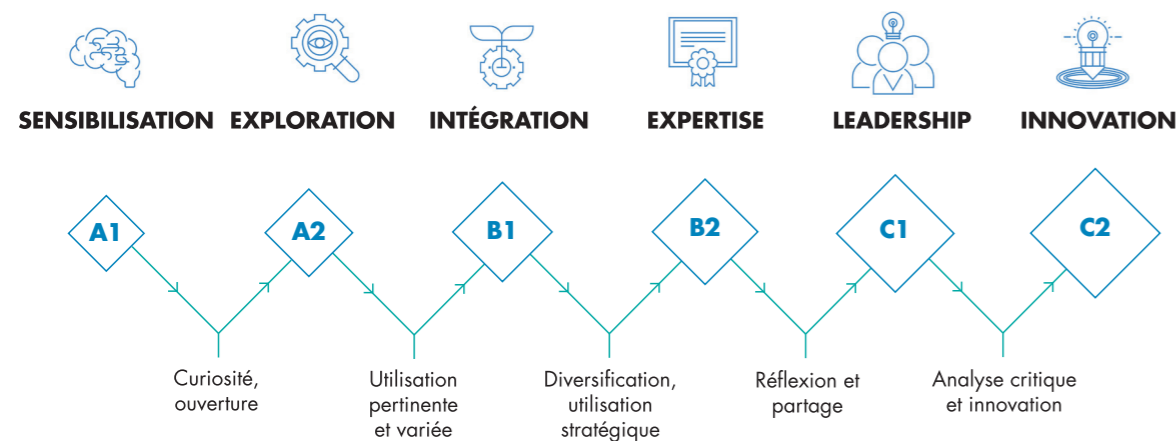 SENSIBILISATION
EXPLORATION
INTÉGRATION
EXPERTISE
LEADERSHIP
INNOVATION
A1
A2
B1
B2
C1
C2
Curiosité,
ouverture
Utilisation
pertinente
et variée
Diversification,
utilisation
stratégique
Réflexion et
partage
Analyse critique
et innovation